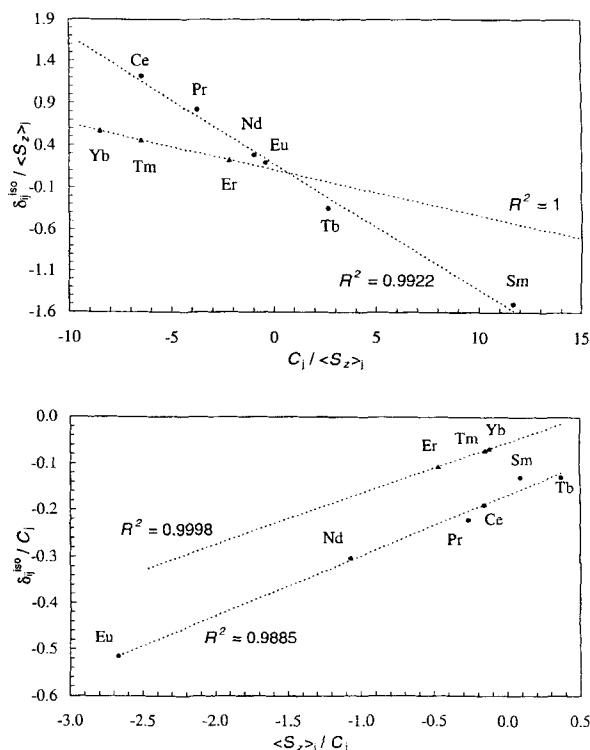 1.9
1.4
0.9
0.4
-0.1
-0.6
-1.1
-1.6
δij^iso / <Sz>j
Ce
Pr
Nd
Eu
Yb
Tm
Er
Tb
Sm
R² = 1
R² = 0.9922
-10 -5 0 5 10 15
Cj / <Sz>j
0.0
-0.1
-0.2
-0.3
-0.4
-0.5
-0.6
δij^iso / Cj
Er
Tm
Yb
Sm
Tb
Ce
Pr
Nd
Eu
R² = 0.9998
R² = 0.9885
-3.0 -2.5 -2.0 -1.5 -1.0 -0.5 0.0 0.5
<Sz>j / Cj